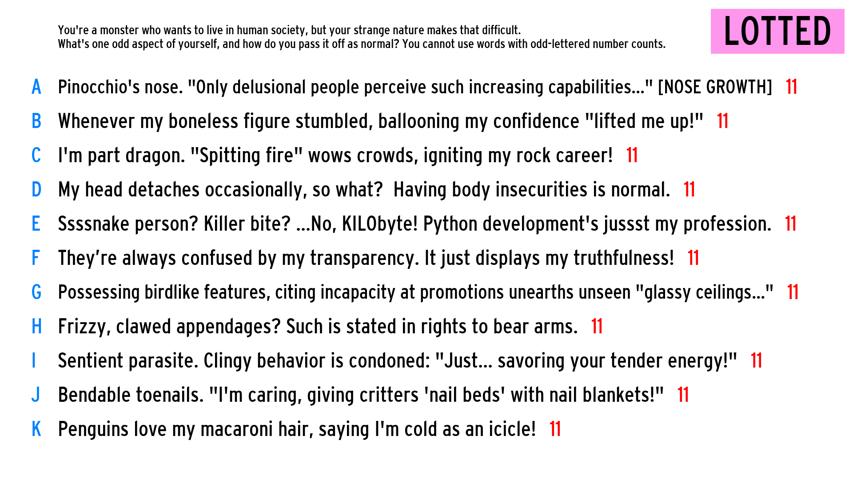 You're a monster who wants to live in human society, but your strange nature makes that difficult.
What's one odd aspect of yourself, and how do you pass it off as normal? You cannot use words with odd-lettered number counts.
LOTTED
A Pinocchio's nose. "Only delusional people perceive such increasing capabilities..." [NOSE GROWTH] 11
B Whenever my boneless figure stumbled, ballooning my confidence "lifted me up!" 11
C I'm part dragon. "Spitting fire" wows crowds, igniting my rock career! 11
D My head detaches occasionally, so what? Having body insecurities is normal. 11
E Ssssnake person? Killer bite? ...No, KILObyte! Python development's jussst my profession. 11
F They’re always confused by my transparency. It just displays my truthfulness! 11
G Possessing birdlike features, citing incapacity at promotions unearths unseen "glassy ceilings..." 11
H Frizzy, clawed appendages? Such is stated in rights to bear arms. 11
I Sentient parasite. Clingy behavior is condoned: "Just... savoring your tender energy!" 11
J Bendable toenails. "I'm caring, giving critters 'nail beds' with nail blankets!" 11
K Penguins love my macaroni hair, saying I'm cold as an icicle! 11